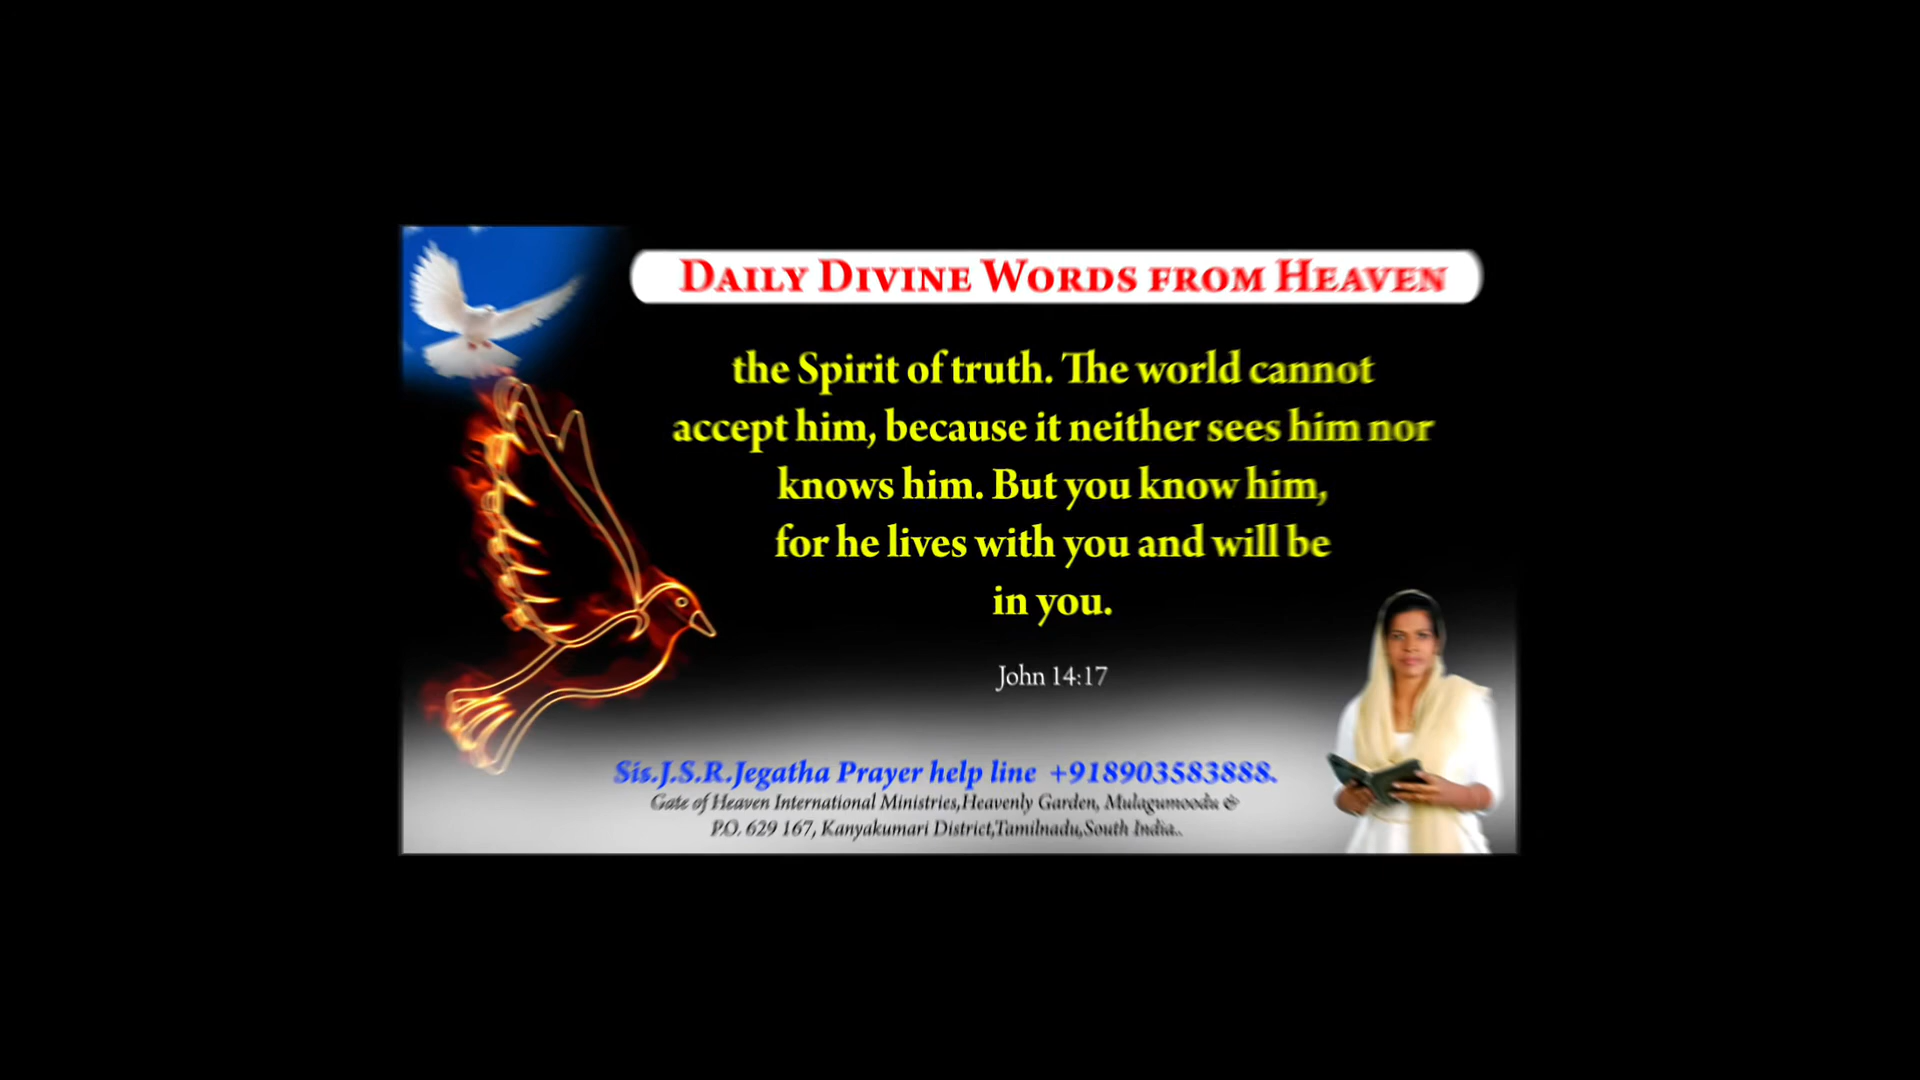 DAILY DIVINE WORDS FROM HEAVEN
the Spirit of truth. The world cannot
accept him, because it neither sees him nor
knows him. But you know him,
for he lives with you and will be
in you.
John 14:17
Sis.J.S.R.Jegatha Prayer help line +918903583888.
Gate of Heaven International Ministries,Heavenly Garden, Mulagumoodu &
P.O. 629 167, Kanyakumari District,Tamilnadu,South India..